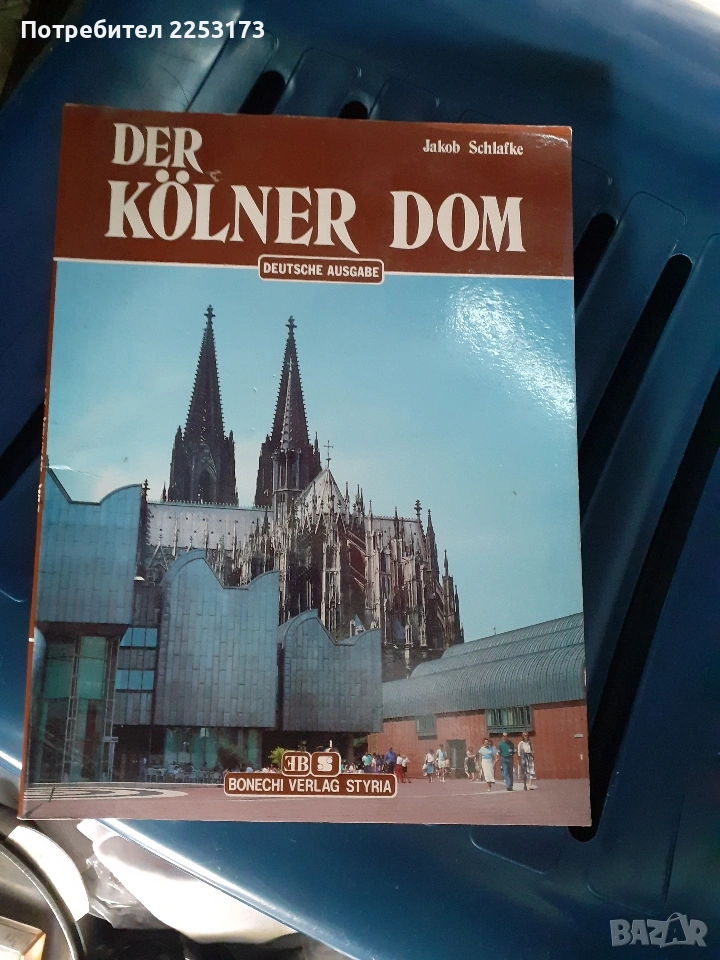 Потребител 2253173
DER
Jakob Schlafke
KÖLNER DOM
DEUTSCHE AUSGABE
BONECHI VERLAG STYRIA
BAZAR